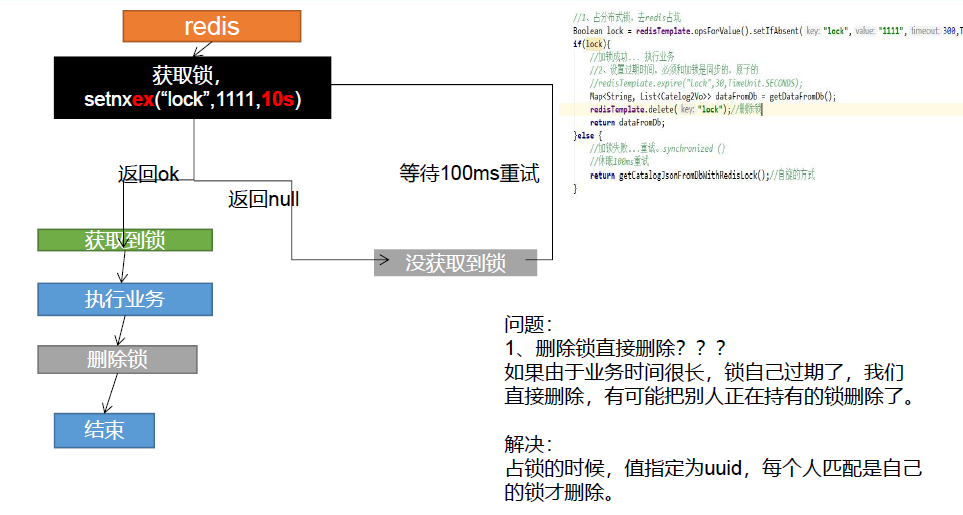 redis
获取锁，
setnxex(“lock”,1111,10s)
返回ok
返回null
等待100ms重试
获取到锁
没获取到锁
执行业务
删除锁
结束
//1、占分布式锁。去redis占坑
Boolean lock = redisTemplate.opsForValue().setIfAbsent( key: "lock", value: "1111", timeout: 300,T
if(lock){
//加锁成功... 执行业务
//2、设置过期时间，必须和加锁是同步的，原子的
//redisTemplate.expire("lock",30,TimeUnit.SECONDS);
Map<String, List<Catelog2Vo>> dataFromDb = getDataFromDb();
redisTemplate.delete( key: "lock");//删除锁
return dataFromDb;
}else {
//加锁失败...重试。synchronized ()
//休眠100ms重试
return getCatalogJsonFromDbWithRedisLock();//自旋的方式
}
问题：
1、删除锁直接删除？？？
如果由于业务时间很长，锁自己过期了，我们
直接删除，有可能把别人正在持有的锁删除了。
解决：
占锁的时候，值指定为uuid，每个人匹配是自己
的锁才删除。